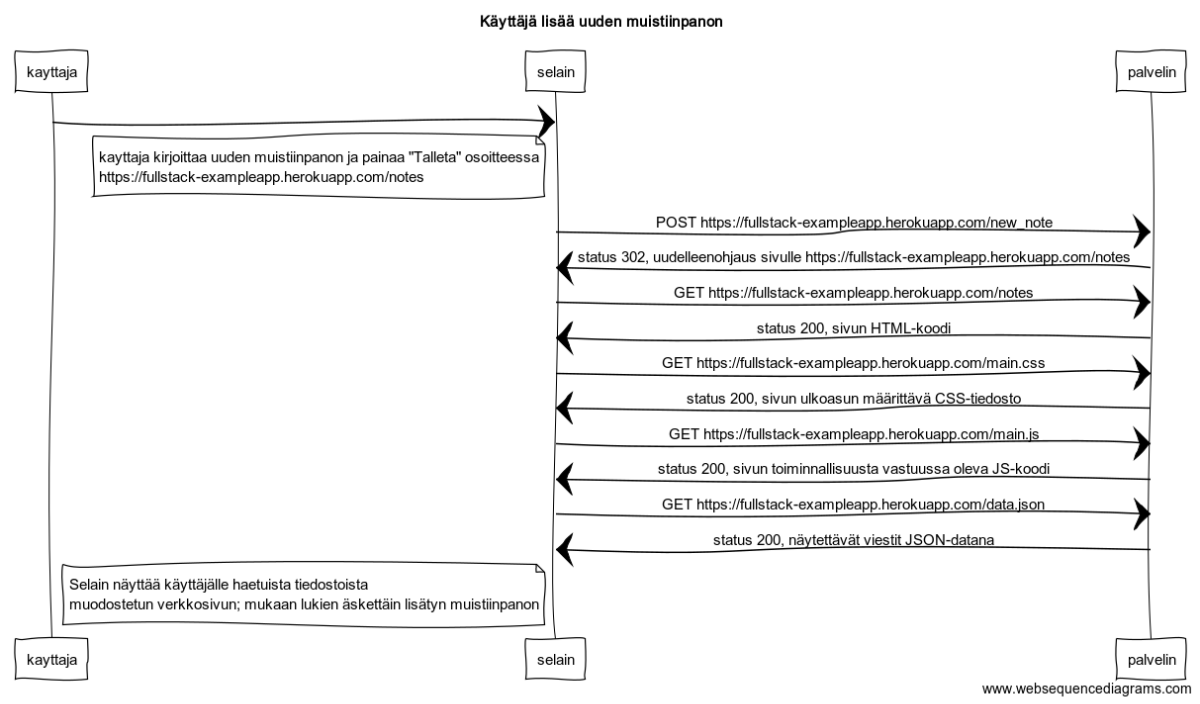 Käyttäjä lisää uuden muistiinpanon
kayttaja
selain
palvelin
kayttaja kirjoittaa uuden muistiinpanon ja painaa "Talleta" osoitteessa
https://fullstack-exampleapp.herokuapp.com/notes
POST https://fullstack-exampleapp.herokuapp.com/new_note
status 302, uudelleenohjaus sivulle https://fullstack-exampleapp.herokuapp.com/notes
GET https://fullstack-exampleapp.herokuapp.com/notes
status 200, sivun HTML-koodi
GET https://fullstack-exampleapp.herokuapp.com/main.css
status 200, sivun ulkoasun määrittävä CSS-tiedosto
GET https://fullstack-exampleapp.herokuapp.com/main.js
status 200, sivun toiminnallisuusta vastuussa oleva JS-koodi
GET https://fullstack-exampleapp.herokuapp.com/data.json
status 200, näytettävät viestit JSON-datana
Selain näyttää käyttäjälle haetuista tiedostoista
muodostetun verkkosivun; mukaan lukien äskettäin lisätyn muistiinpanon
kayttaja
selain
palvelin
www.websequencediagrams.com